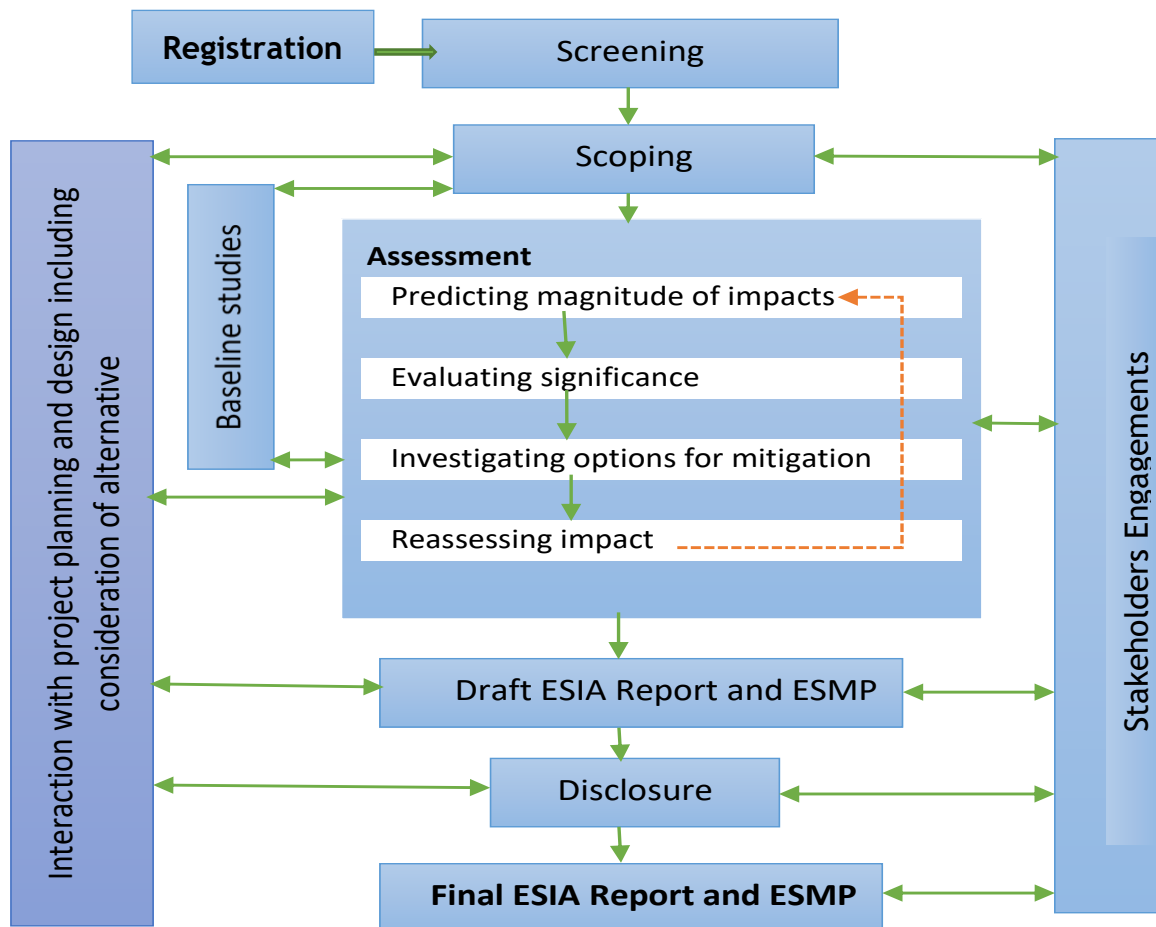 Registration
Screening
Scoping
Interaction with project planning and design including
consideration of alternative
Baseline studies
Assessment
Predicting magnitude of impacts
Evaluating significance
Investigating options for mitigation
Reassessing impact
Stakeholders Engagements
Draft ESIA Report and ESMP
Disclosure
Final ESIA Report and ESMP